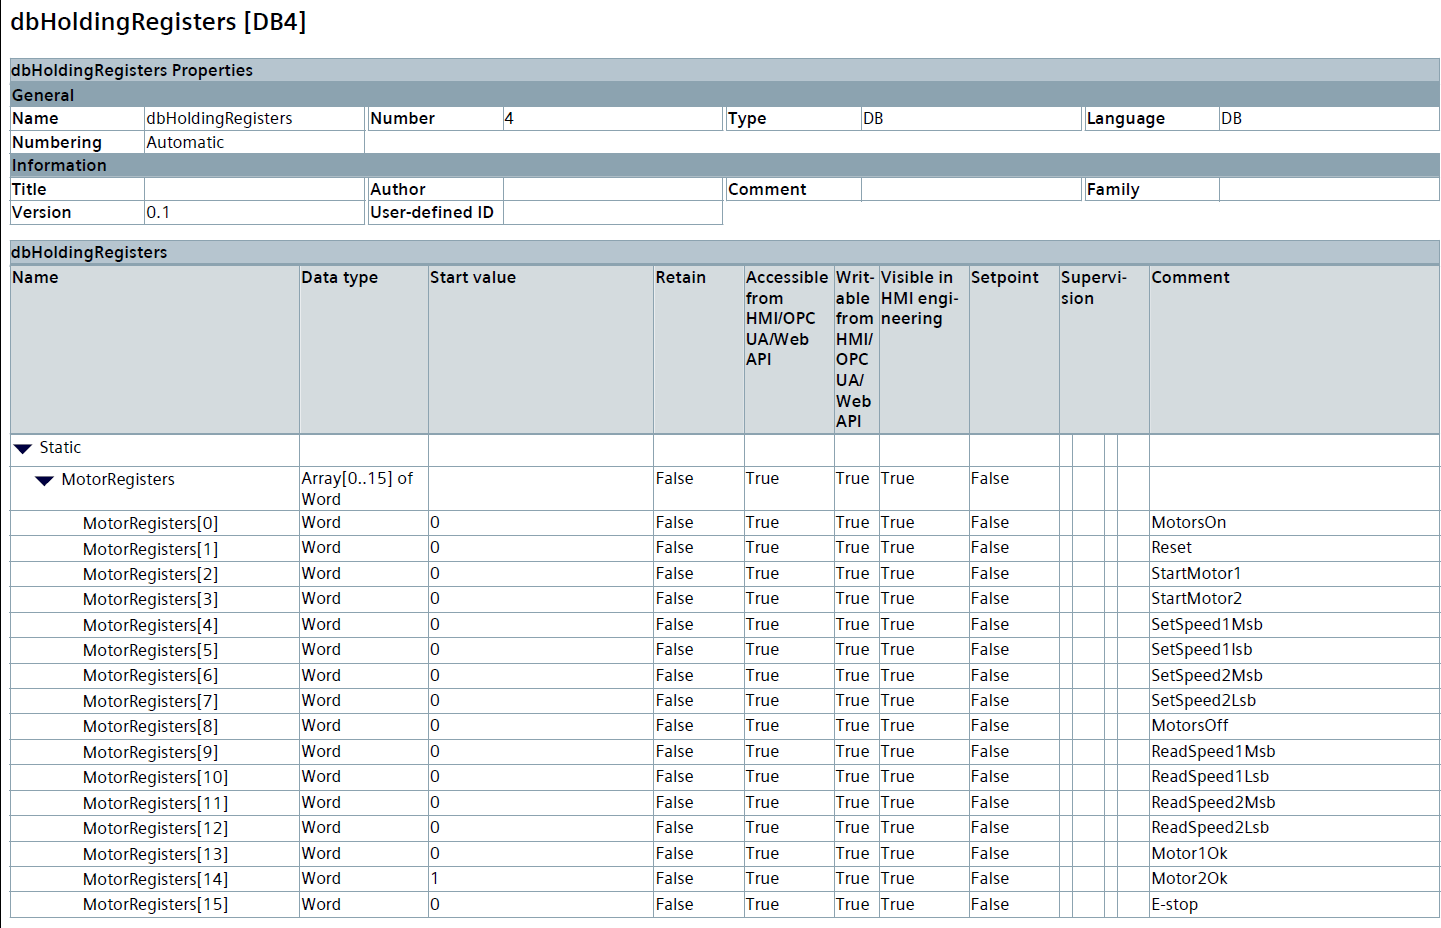 dbHoldingRegisters [DB4]
dbHoldingRegisters Properties
General
Name dbHoldingRegisters Number 4 Type DB Language DB
Numbering Automatic
Information
Title Author Comment Family
Version 0.1 User-defined ID
dbHoldingRegisters
Name Data type Start value Retain Accessible Writ- Visible in Setpoint Supervi- Comment
from able HMI engi- sion
HMI/OPC from neering
UA/Web HMI/
API OPC
UA/
Web
API
Static
MotorRegisters Array[0..15] of False True True True False
Word
MotorRegisters[0] Word 0 False True True True False MotorsOn
MotorRegisters[1] Word 0 False True True True False Reset
MotorRegisters[2] Word 0 False True True True False StartMotor1
MotorRegisters[3] Word 0 False True True True False StartMotor2
MotorRegisters[4] Word 0 False True True True False SetSpeed1Msb
MotorRegisters[5] Word 0 False True True True False SetSpeed1lsb
MotorRegisters[6] Word 0 False True True True False SetSpeed2Msb
MotorRegisters[7] Word 0 False True True True False SetSpeed2Lsb
MotorRegisters[8] Word 0 False True True True False MotorsOff
MotorRegisters[9] Word 0 False True True True False ReadSpeed1Msb
MotorRegisters[10] Word 0 False True True True False ReadSpeed1Lsb
MotorRegisters[11] Word 0 False True True True False ReadSpeed2Msb
MotorRegisters[12] Word 0 False True True True False ReadSpeed2Lsb
MotorRegisters[13] Word 0 False True True True False Motor1Ok
MotorRegisters[14] Word 1 False True True True False Motor2Ok
MotorRegisters[15] Word 0 False True True True False E-stop